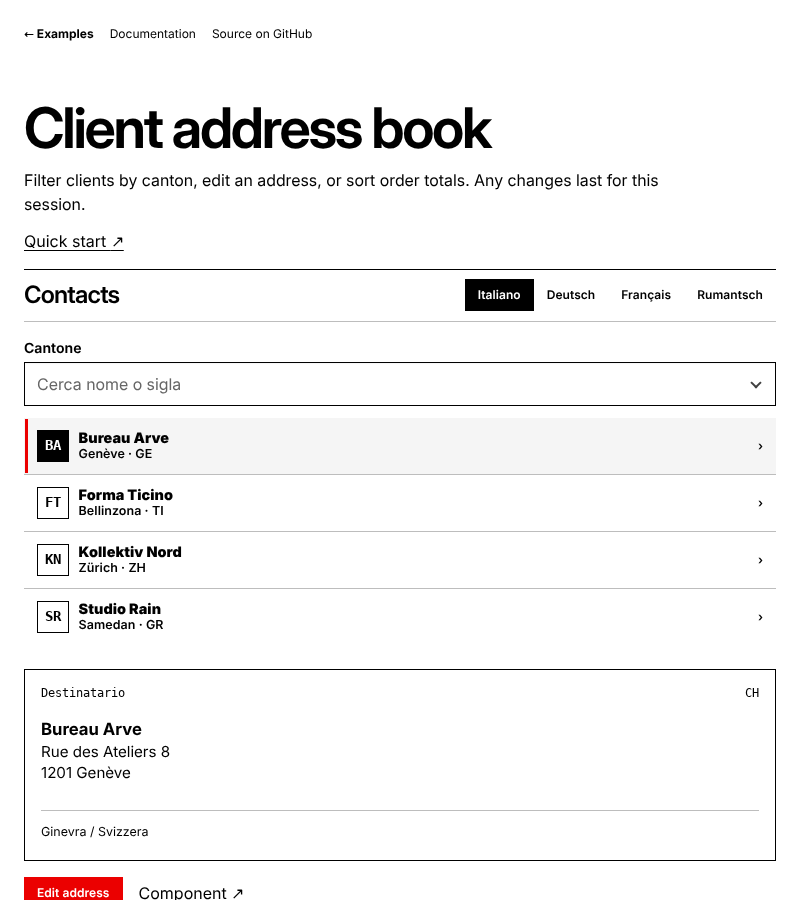 ← Examples Documentation Source on GitHub
Client address book
Filter clients by canton, edit an address, or sort order totals. Any changes last for this
session.
Quick start ↗
Contacts Italiano Deutsch Français Rumantsch
Cantone
Cerca nome o sigla
BA Bureau Arve
Genève · GE ›
FT Forma Ticino
Bellinzona · TI ›
KN Kollektiv Nord
Zürich · ZH ›
SR Studio Rain
Samedan · GR ›
Destinatario CH
Bureau Arve
Rue des Ateliers 8
1201 Genève
Ginevra / Svizzera
Edit address Component ↗